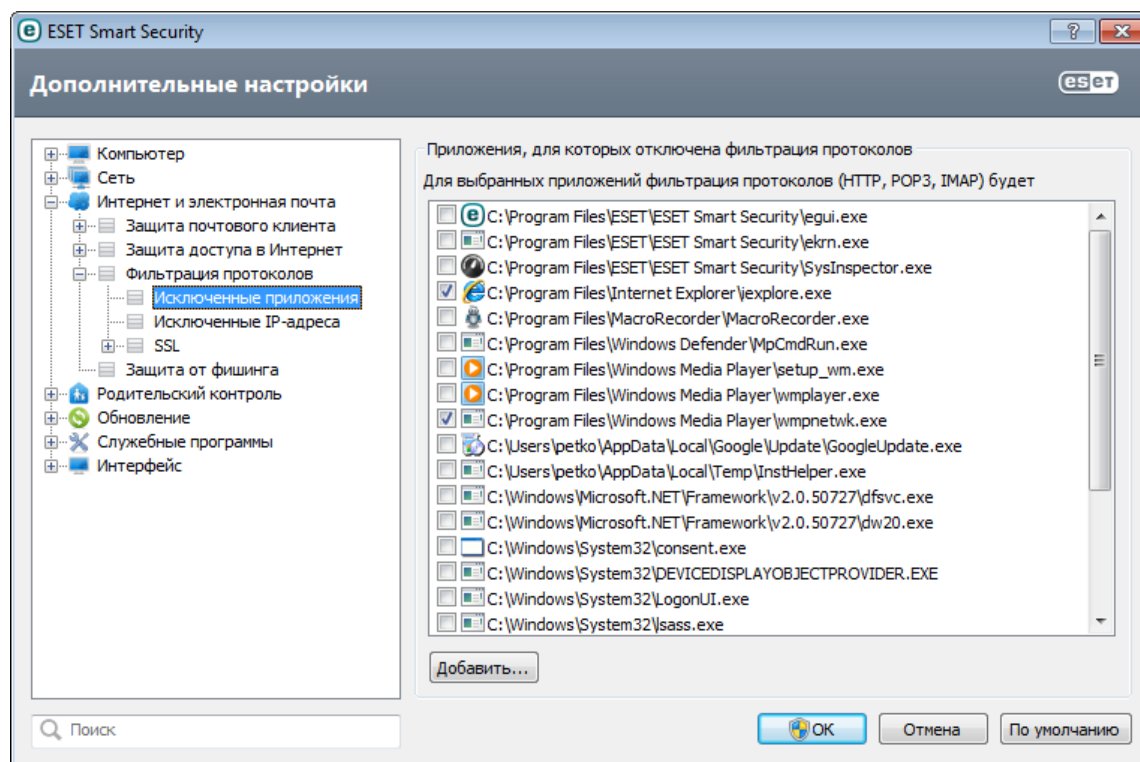 ESET Smart Security
Дополнительные настройки
eset
Компьютер
Сеть
Интернет и электронная почта
Защита почтового клиента
Защита доступа в Интернет
Фильтрация протоколов
Исключенные приложения
Исключенные IP-адреса
SSL
Защита от фишинга
Родительский контроль
Обновление
Служебные программы
Интерфейс
Поиск
Приложения, для которых отключена фильтрация протоколов
Для выбранных приложений фильтрация протоколов (HTTP, POP3, IMAP) будет
C:\Program Files\ESET\ESET Smart Security\egui.exe
C:\Program Files\ESET\ESET Smart Security\ekrn.exe
C:\Program Files\ESET\ESET Smart Security\SysInspector.exe
C:\Program Files\Internet Explorer\iexplore.exe
C:\Program Files\MacroRecorder\MacroRecorder.exe
C:\Program Files\Windows Defender\MpCmdRun.exe
C:\Program Files\Windows Media Player\setup_wm.exe
C:\Program Files\Windows Media Player\wmplayer.exe
C:\Program Files\Windows Media Player\wmpnetwk.exe
C:\Users\petko\AppData\Local\Google\Update\GoogleUpdate.exe
C:\Users\petko\AppData\Local\Temp\InstHelper.exe
C:\Windows\Microsoft.NET\Framework\v2.0.50727\dfsvc.exe
C:\Windows\Microsoft.NET\Framework\v2.0.50727\dw20.exe
C:\Windows\System32\consent.exe
C:\Windows\System32\DEVICEDISPLAYOBJECTPROVIDER.EXE
C:\Windows\System32\LogonUI.exe
C:\Windows\System32\lsass.exe
Добавить...
ОК
Отмена
По умолчанию